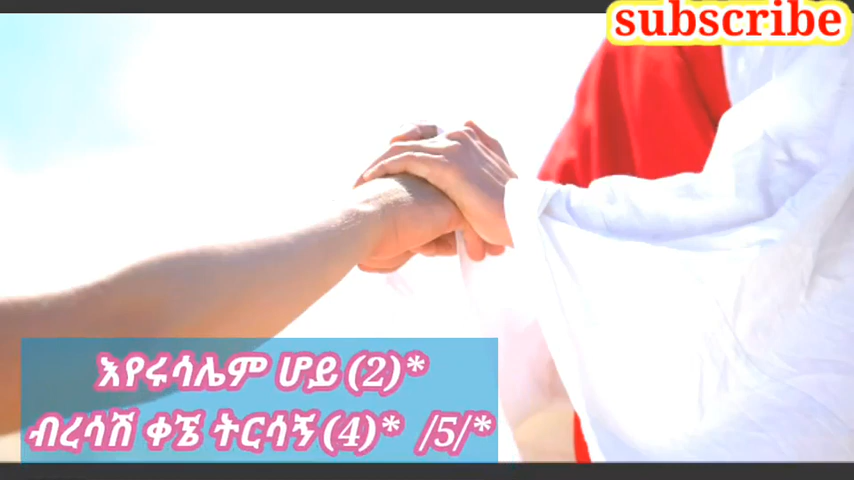 subscribe
እየሩሳሌም ሆይ (2)*
ብረሳሽ ቀኜ ትርሳኝ (4)* /5/*